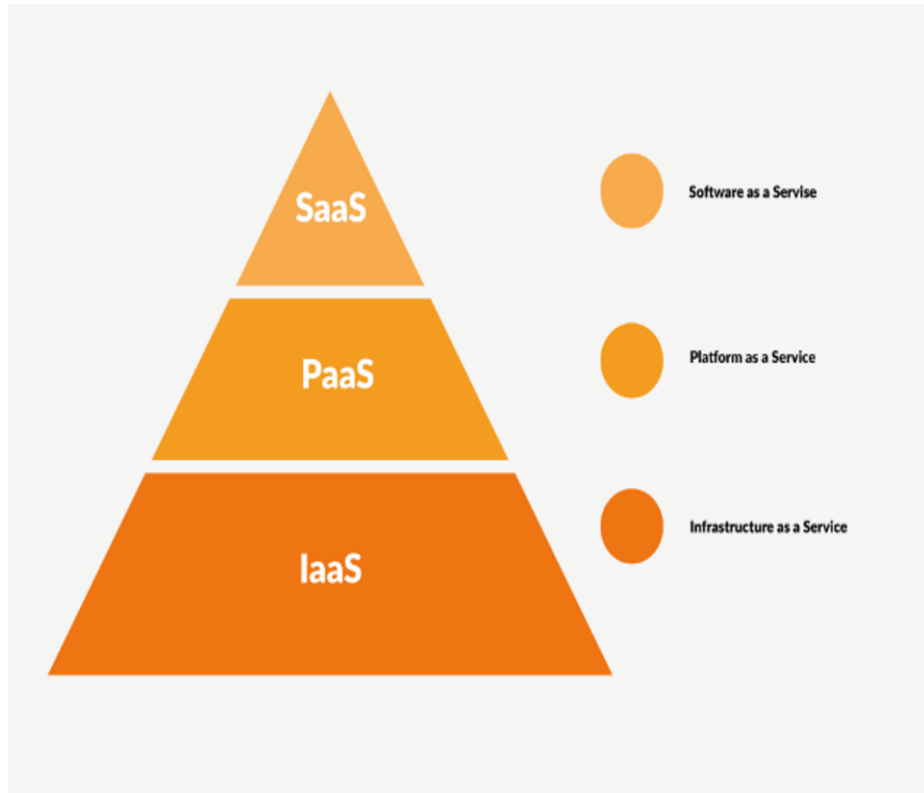 SaaS
Software as a Servise
PaaS
Platform as a Service
IaaS
Infrastructure as a Service